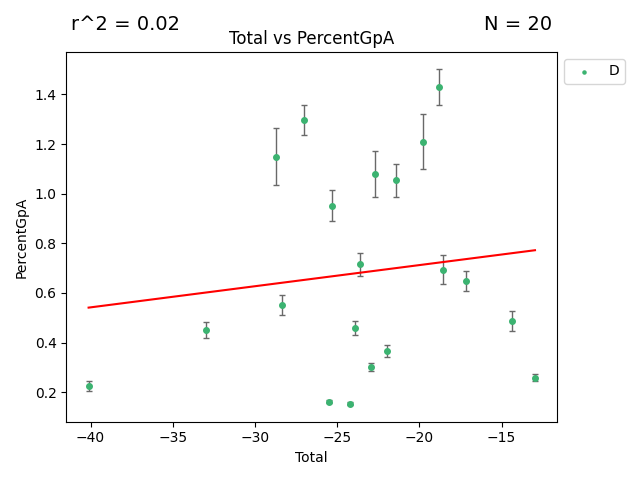 r^2 = 0.02
N = 20
Total vs PercentGpA
D
PercentGpA
1.4
1.2
1.0
0.8
0.6
0.4
0.2
−40
−35
−30
−25
−20
−15
Total